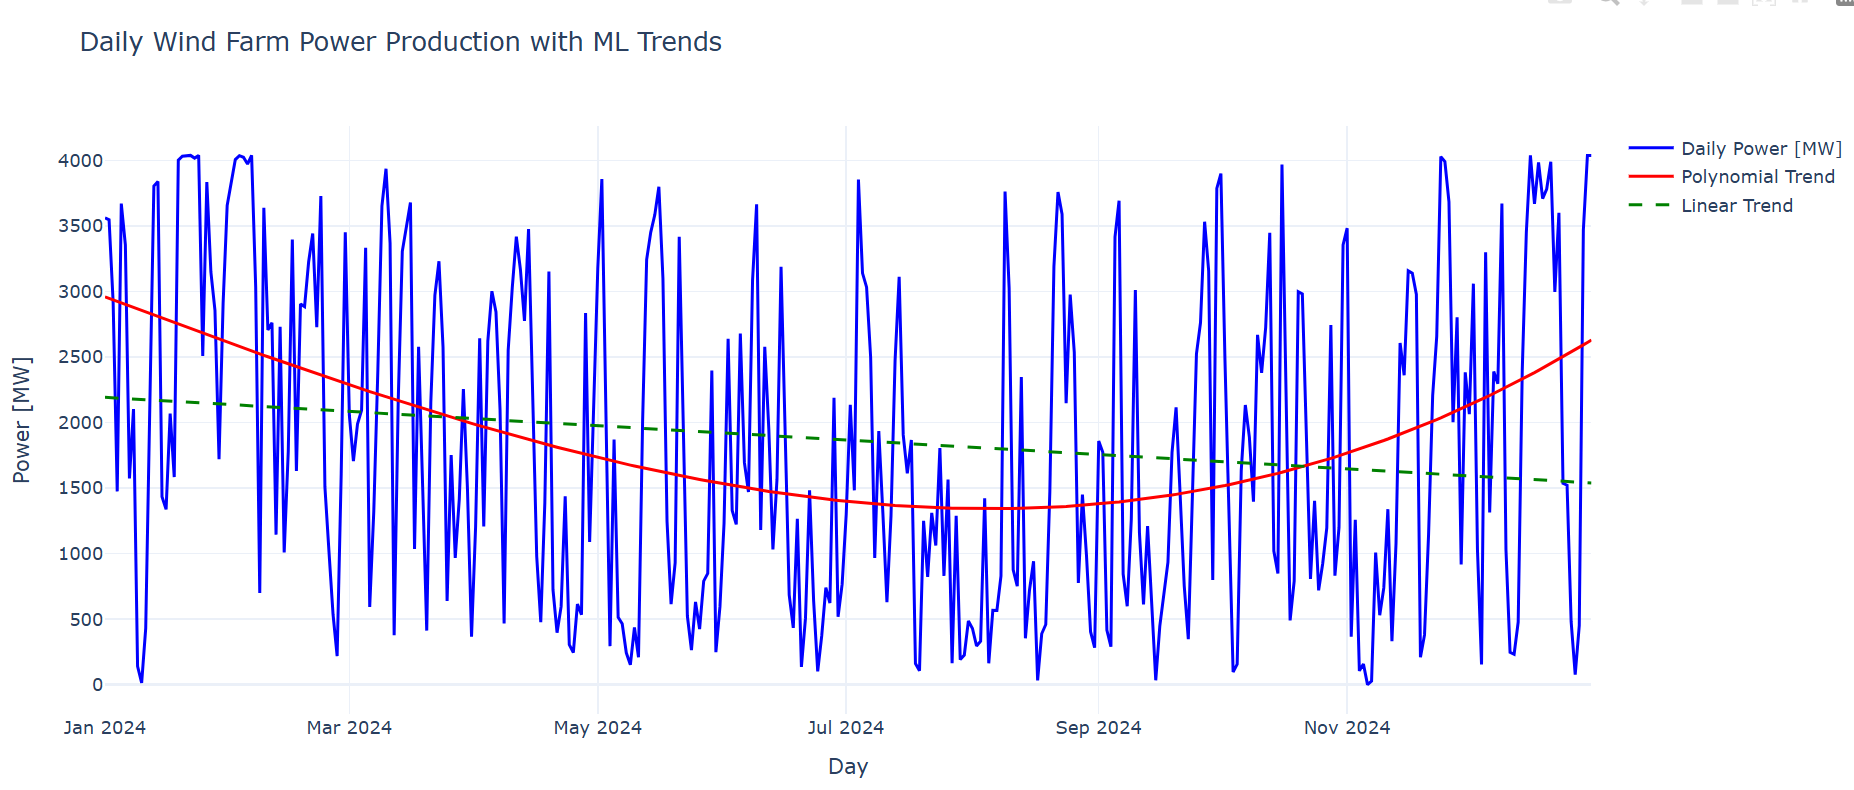 Daily Wind Farm Power Production with ML Trends
Daily Power [MW]
Polynomial Trend
Linear Trend
4000
3500
3000
2500
2000
1500
1000
500
0
Power [MW]
Jan 2024
Mar 2024
May 2024
Jul 2024
Sep 2024
Nov 2024
Day